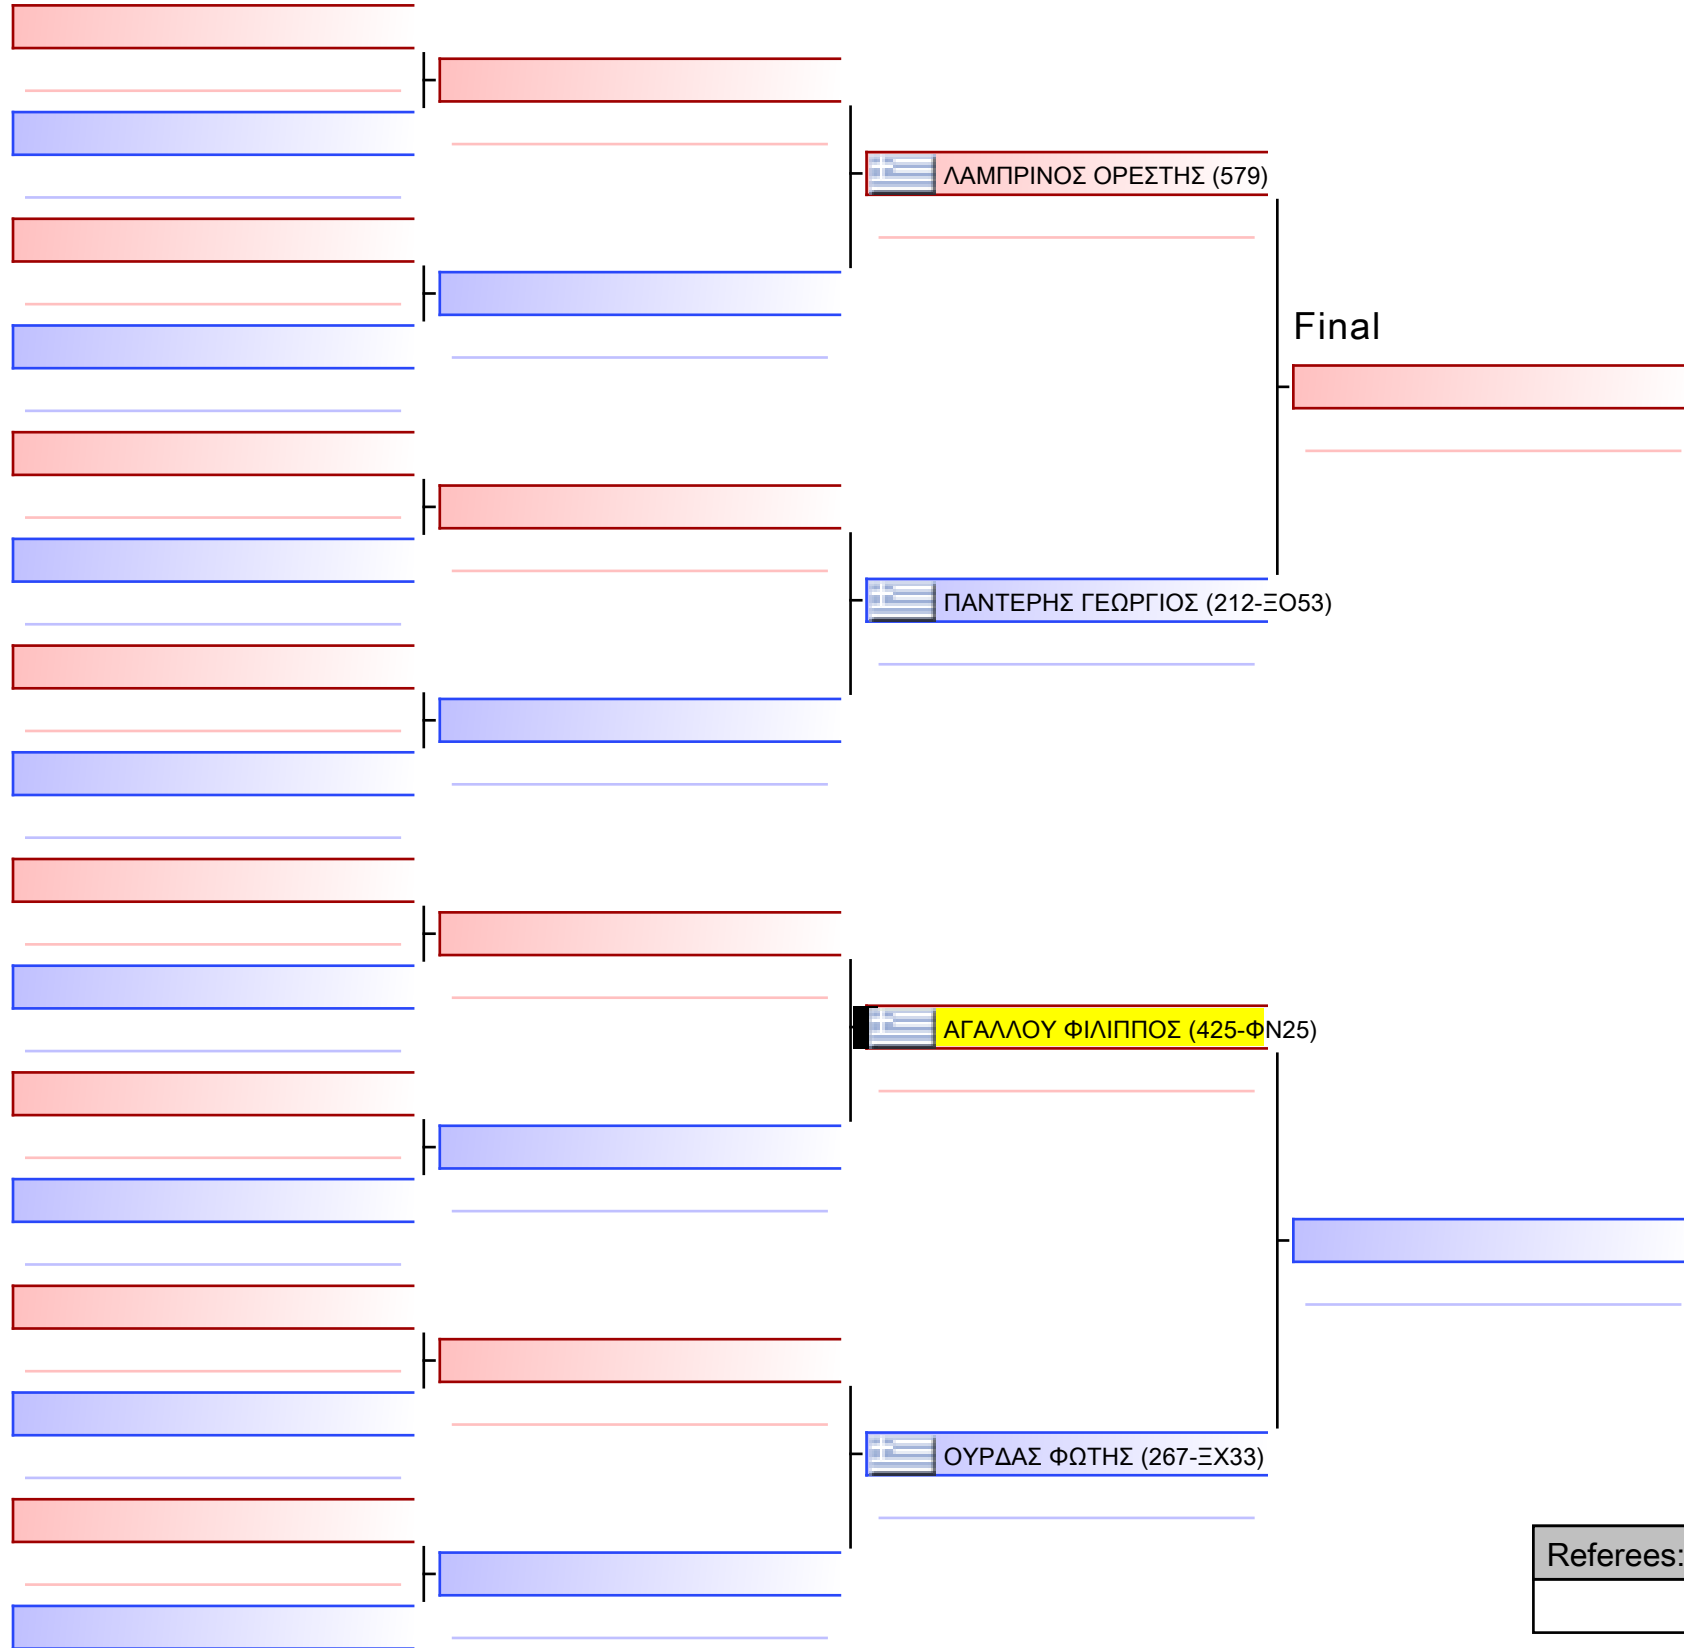 ΛΑΜΠΡΙΝΟΣ ΟΡΕΣΤΗΣ (579)
Final
ΠΑΝΤΕΡΗΣ ΓΕΩΡΓΙΟΣ (212-ΞΟ53)
ΑΓΑΛΛΟΥ ΦΙΛΙΠΠΟΣ (425-ΦΝ25)
ΟΥΡΔΑΣ ΦΩΤΗΣ (267-ΞΧ33)
Referees: